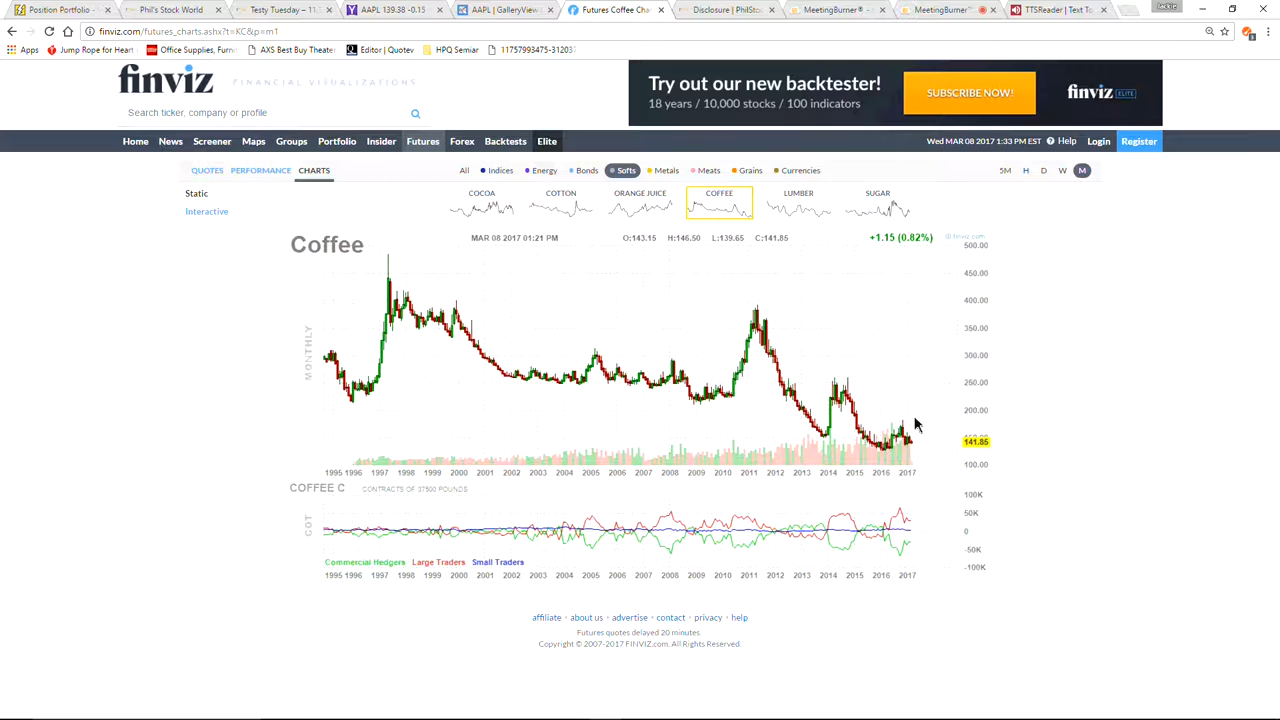 Position Portfolio -
Phil's Stock World
Testy Tuesday – 11.
AAPL 139.38 -0.15
AAPL | GalleryView
Futures Coffee Cha
Disclosure | PhilStoc
MeetingBurner® -
MeetingBurner™
TTSReader | Text To
Jackie
finviz.com/futures_charts.ashx?t=KC&p=m1
Apps
Jump Rope for Heart
Office Supplies, Furn
AXS Best Buy Theater
Editor | Quotev
HPQ Semiar
11757993475-31203
finviz
FINANCIAL VISUALIZATIONS
Search ticker, company or profile
Try out our new backtester!
18 years / 10,000 stocks / 100 indicators
SUBSCRIBE NOW!
finviz ELITE
Home News Screener Maps Groups Portfolio Insider Futures Forex Backtests Elite
Wed MAR 08 2017 1:33 PM EST Help Login Register
QUOTES PERFORMANCE CHARTS
All Indices Energy Bonds Softs Metals Meats Grains Currencies
5M H D W M
Static
Interactive
COCOA COTTON ORANGE JUICE COFFEE LUMBER SUGAR
Coffee
MAR 08 2017 01:21 PM O:143.15 H:146.50 L:139.65 C:141.85 +1.15 (0.82%)
© finviz.com
500.00
450.00
400.00
350.00
300.00
250.00
200.00
141.85
100.00
MONTHLY
1995 1996 1997 1998 1999 2000 2001 2002 2003 2004 2005 2006 2007 2008 2009 2010 2011 2012 2013 2014 2015 2016 2017
COFFEE C CONTRACTS OF 37500 POUNDS
100K
50K
0
-50K
-100K
COT
Commercial Hedgers Large Traders Small Traders
1995 1996 1997 1998 1999 2000 2001 2002 2003 2004 2005 2006 2007 2008 2009 2010 2011 2012 2013 2014 2015 2016 2017
affiliate • about us • advertise • contact • privacy • help
Futures quotes delayed 20 minutes.
Copyright © 2007-2017 FINVIZ.com. All Rights Reserved.